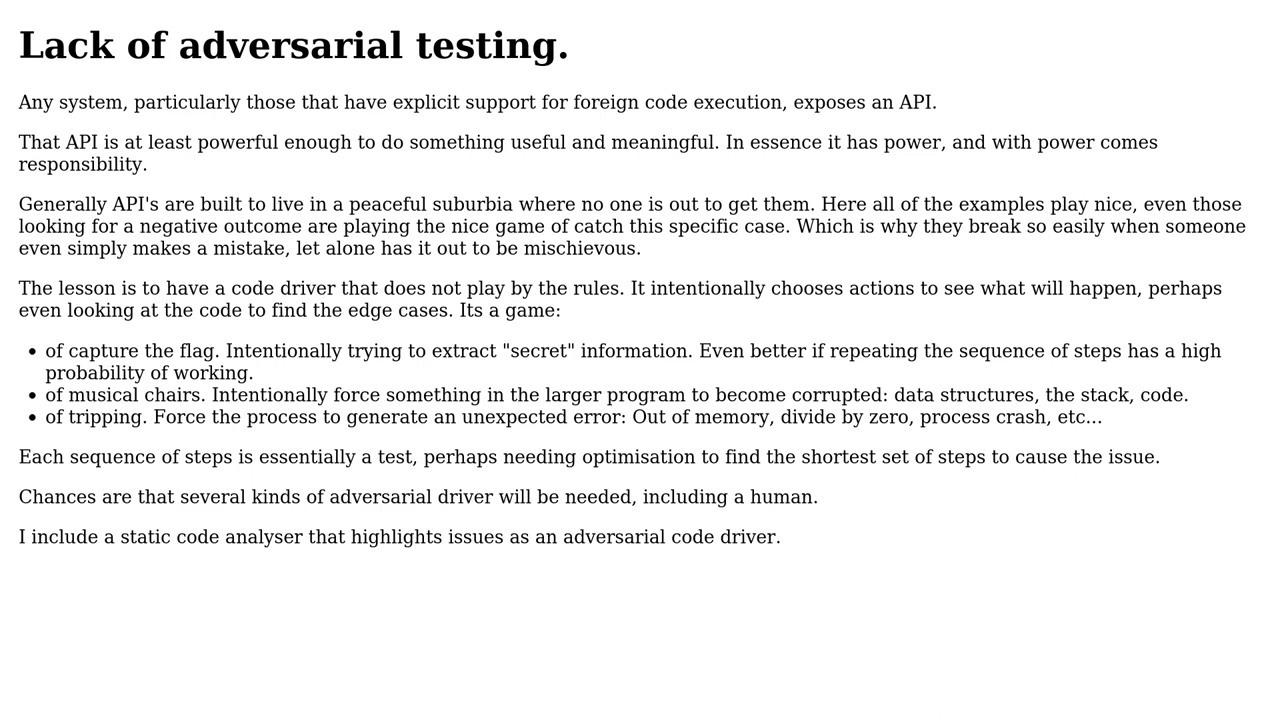 Lack of adversarial testing.
Any system, particularly those that have explicit support for foreign code execution, exposes an API.
That API is at least powerful enough to do something useful and meaningful. In essence it has power, and with power comes
responsibility.
Generally API's are built to live in a peaceful suburbia where no one is out to get them. Here all of the examples play nice, even those
looking for a negative outcome are playing the nice game of catch this specific case. Which is why they break so easily when someone
even simply makes a mistake, let alone has it out to be mischievous.
The lesson is to have a code driver that does not play by the rules. It intentionally chooses actions to see what will happen, perhaps
even looking at the code to find the edge cases. Its a game:
• of capture the flag. Intentionally trying to extract "secret" information. Even better if repeating the sequence of steps has a high
probability of working.
• of musical chairs. Intentionally force something in the larger program to become corrupted: data structures, the stack, code.
• of tripping. Force the process to generate an unexpected error: Out of memory, divide by zero, process crash, etc...
Each sequence of steps is essentially a test, perhaps needing optimisation to find the shortest set of steps to cause the issue.
Chances are that several kinds of adversarial driver will be needed, including a human.
I include a static code analyser that highlights issues as an adversarial code driver.